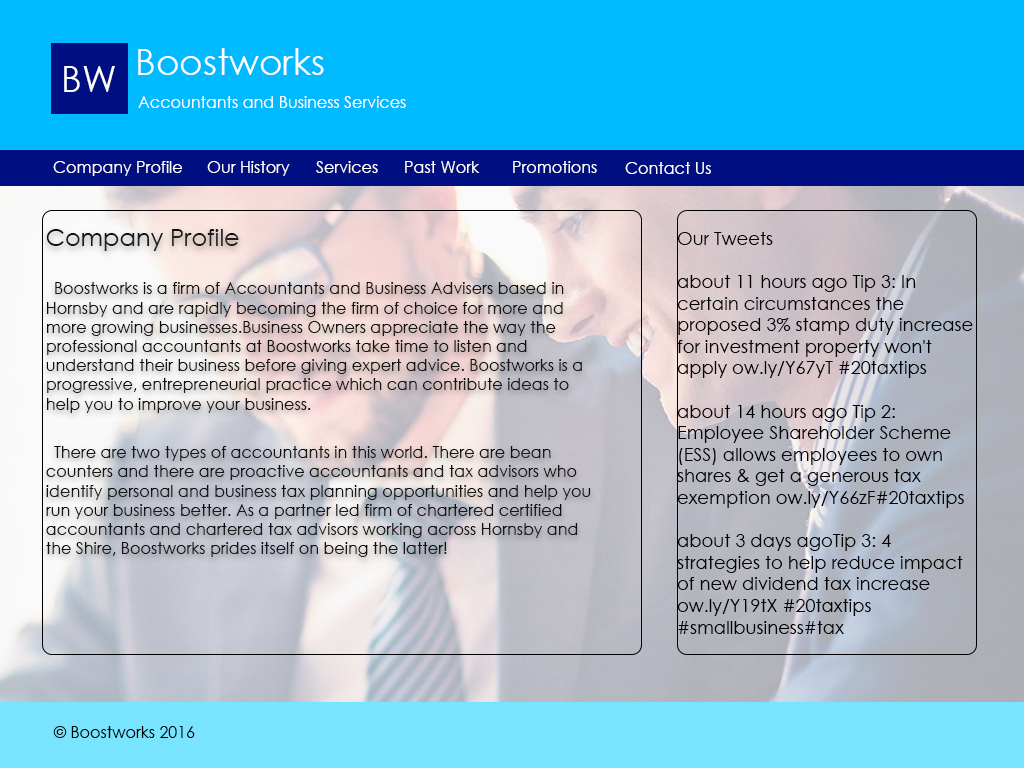 BW
Boostworks
Accountants and Business Services
Company Profile Our History Services Past Work Promotions Contact Us
Company Profile
Boostworks is a firm of Accountants and Business Advisers based in
Hornsby and are rapidly becoming the firm of choice for more and
more growing businesses.Business Owners appreciate the way the
professional accountants at Boostworks take time to listen and
understand their business before giving expert advice. Boostworks is a
progressive, entrepreneurial practice which can contribute ideas to
help you to improve your business.
There are two types of accountants in this world. There are bean
counters and there are proactive accountants and tax advisors who
identify personal and business tax planning opportunities and help you
run your business better. As a partner led firm of chartered certified
accountants and chartered tax advisors working across Hornsby and
the Shire, Boostworks prides itself on being the latter!
Our Tweets
about 11 hours ago Tip 3: In
certain circumstances the
proposed 3% stamp duty increase
for investment property won't
apply ow.ly/Y67yT #20taxtips
about 14 hours ago Tip 2:
Employee Shareholder Scheme
(ESS) allows employees to own
shares & get a generous tax
exemption ow.ly/Y66zF#20taxtips
about 3 days agoTip 3: 4
strategies to help reduce impact
of new dividend tax increase
ow.ly/Y19tX #20taxtips
#smallbusiness#tax
© Boostworks 2016